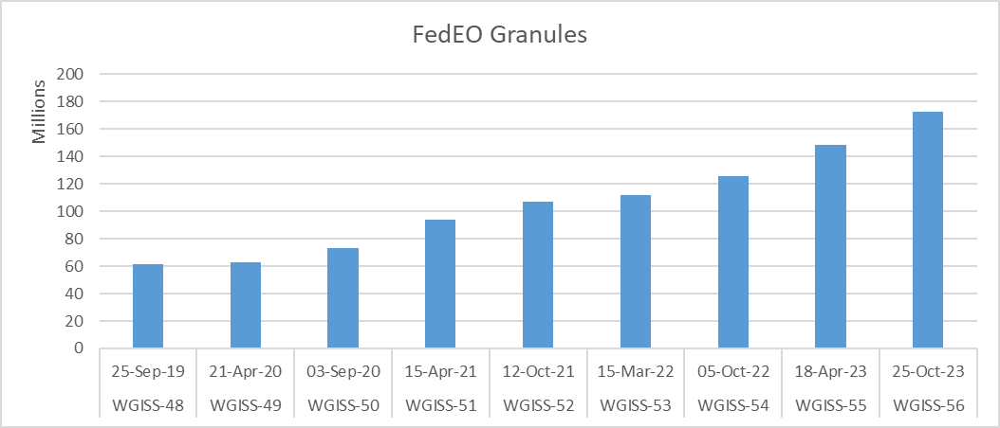 FedEO Granules
Millions
200
180
160
140
120
100
80
60
40
20
0
25-Sep-19 21-Apr-20 03-Sep-20 15-Apr-21 12-Oct-21 15-Mar-22 05-Oct-22 18-Apr-23 25-Oct-23
WGISS-48 WGISS-49 WGISS-50 WGISS-51 WGISS-52 WGISS-53 WGISS-54 WGISS-55 WGISS-56